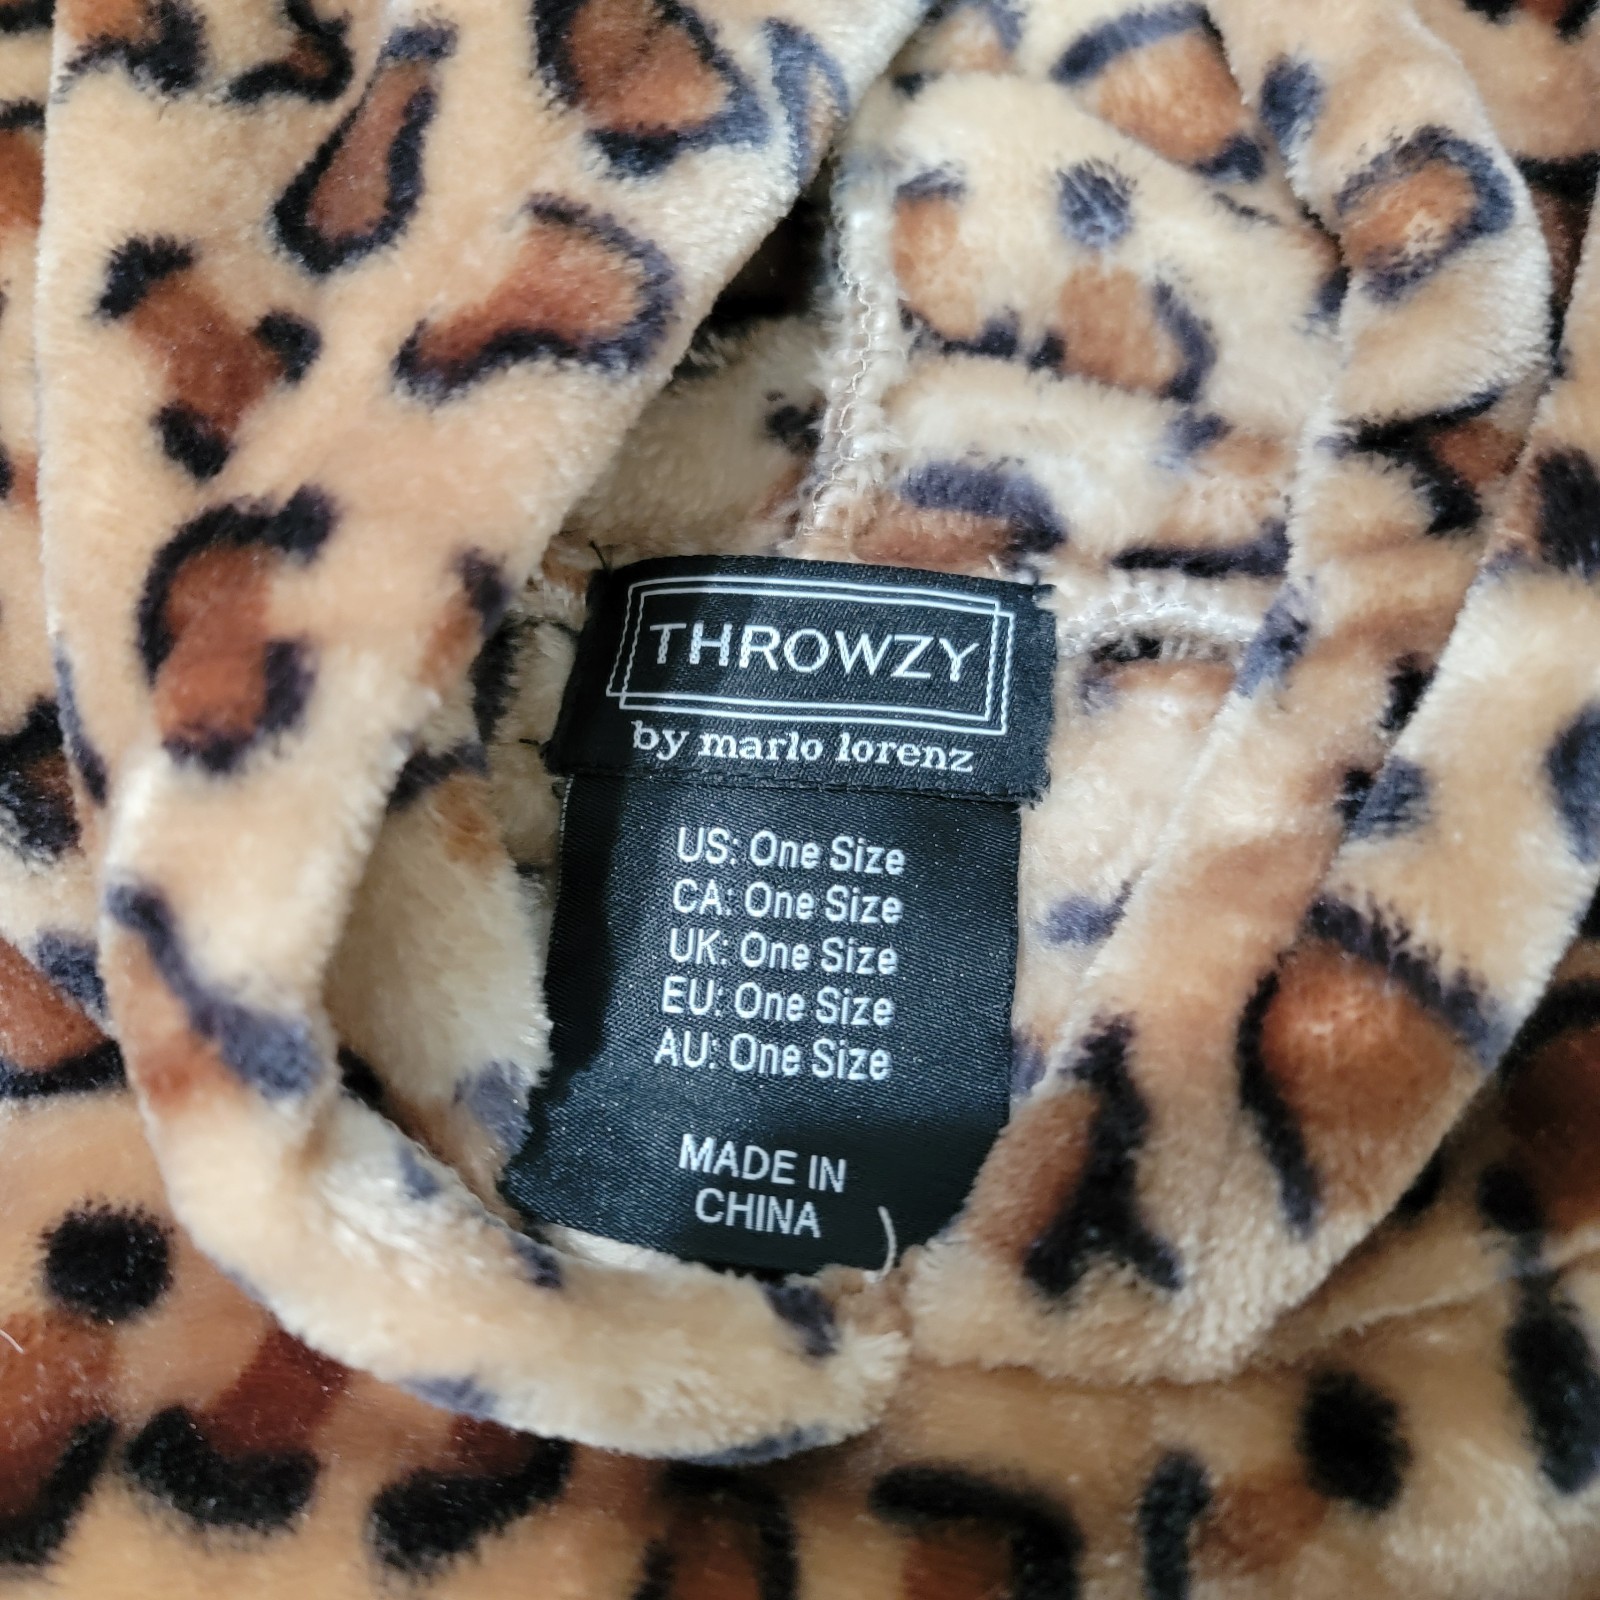 THROWZY
by marlo lorenz
US: One Size
CA: One Size
UK: One Size
EU: One Size
AU: One Size
MADE IN
CHINA